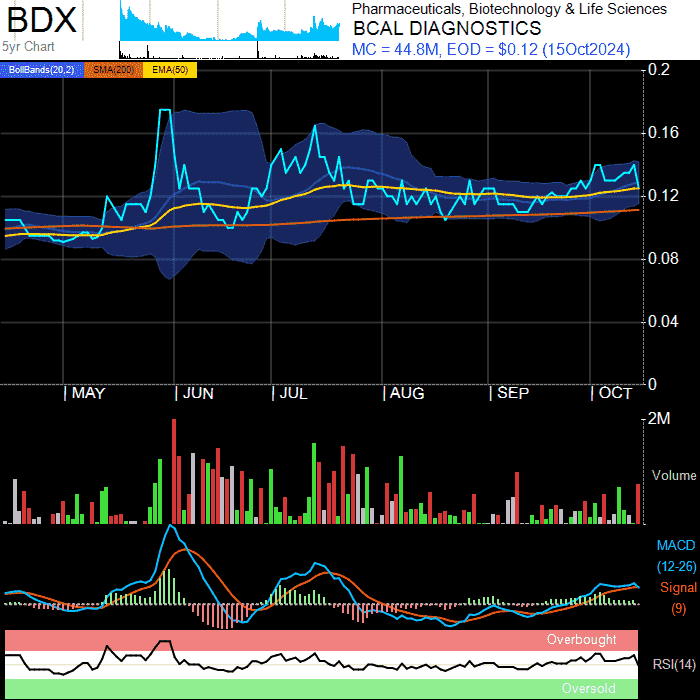 BDX
5yr Chart
Pharmaceuticals, Biotechnology & Life Sciences
BCAL DIAGNOSTICS
MC = 44.8M, EOD = $0.12 (15Oct2024)
BollBands(20,2) SMA(200) EMA(50)
0.2
0.16
0.12
0.08
0.04
0
MAY JUN JUL AUG SEP OCT
2M
Volume
MACD
(12-26)
Signal
(9)
Overbought
RSI(14)
Oversold